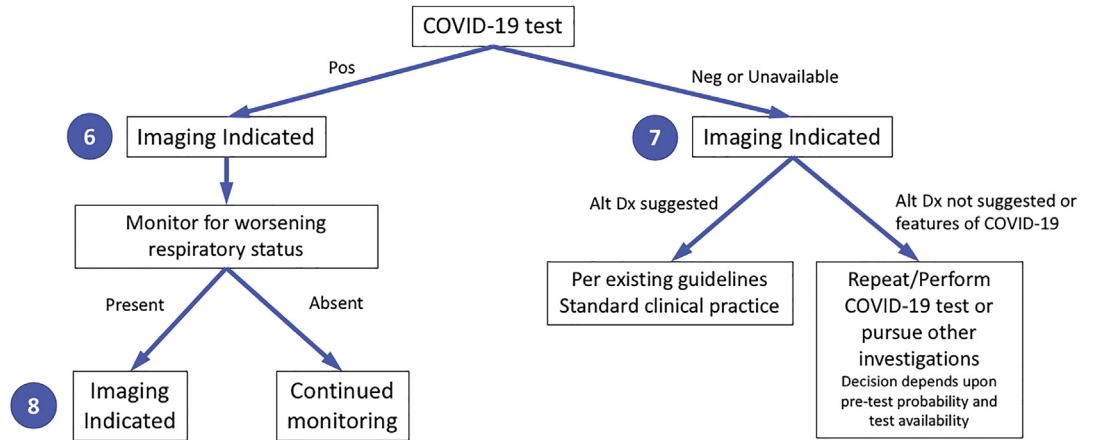 COVID-19 test
Pos
Neg or Unavailable
6
Imaging Indicated
7
Imaging Indicated
Monitor for worsening
respiratory status
Alt Dx suggested
Alt Dx not suggested or
features of COVID-19
Present
Absent
Per existing guidelines
Standard clinical practice
Repeat/Perform
COVID-19 test or
pursue other
investigations
Decision depends upon
pre-test probability and
test availability
8
Imaging
Indicated
Continued
monitoring